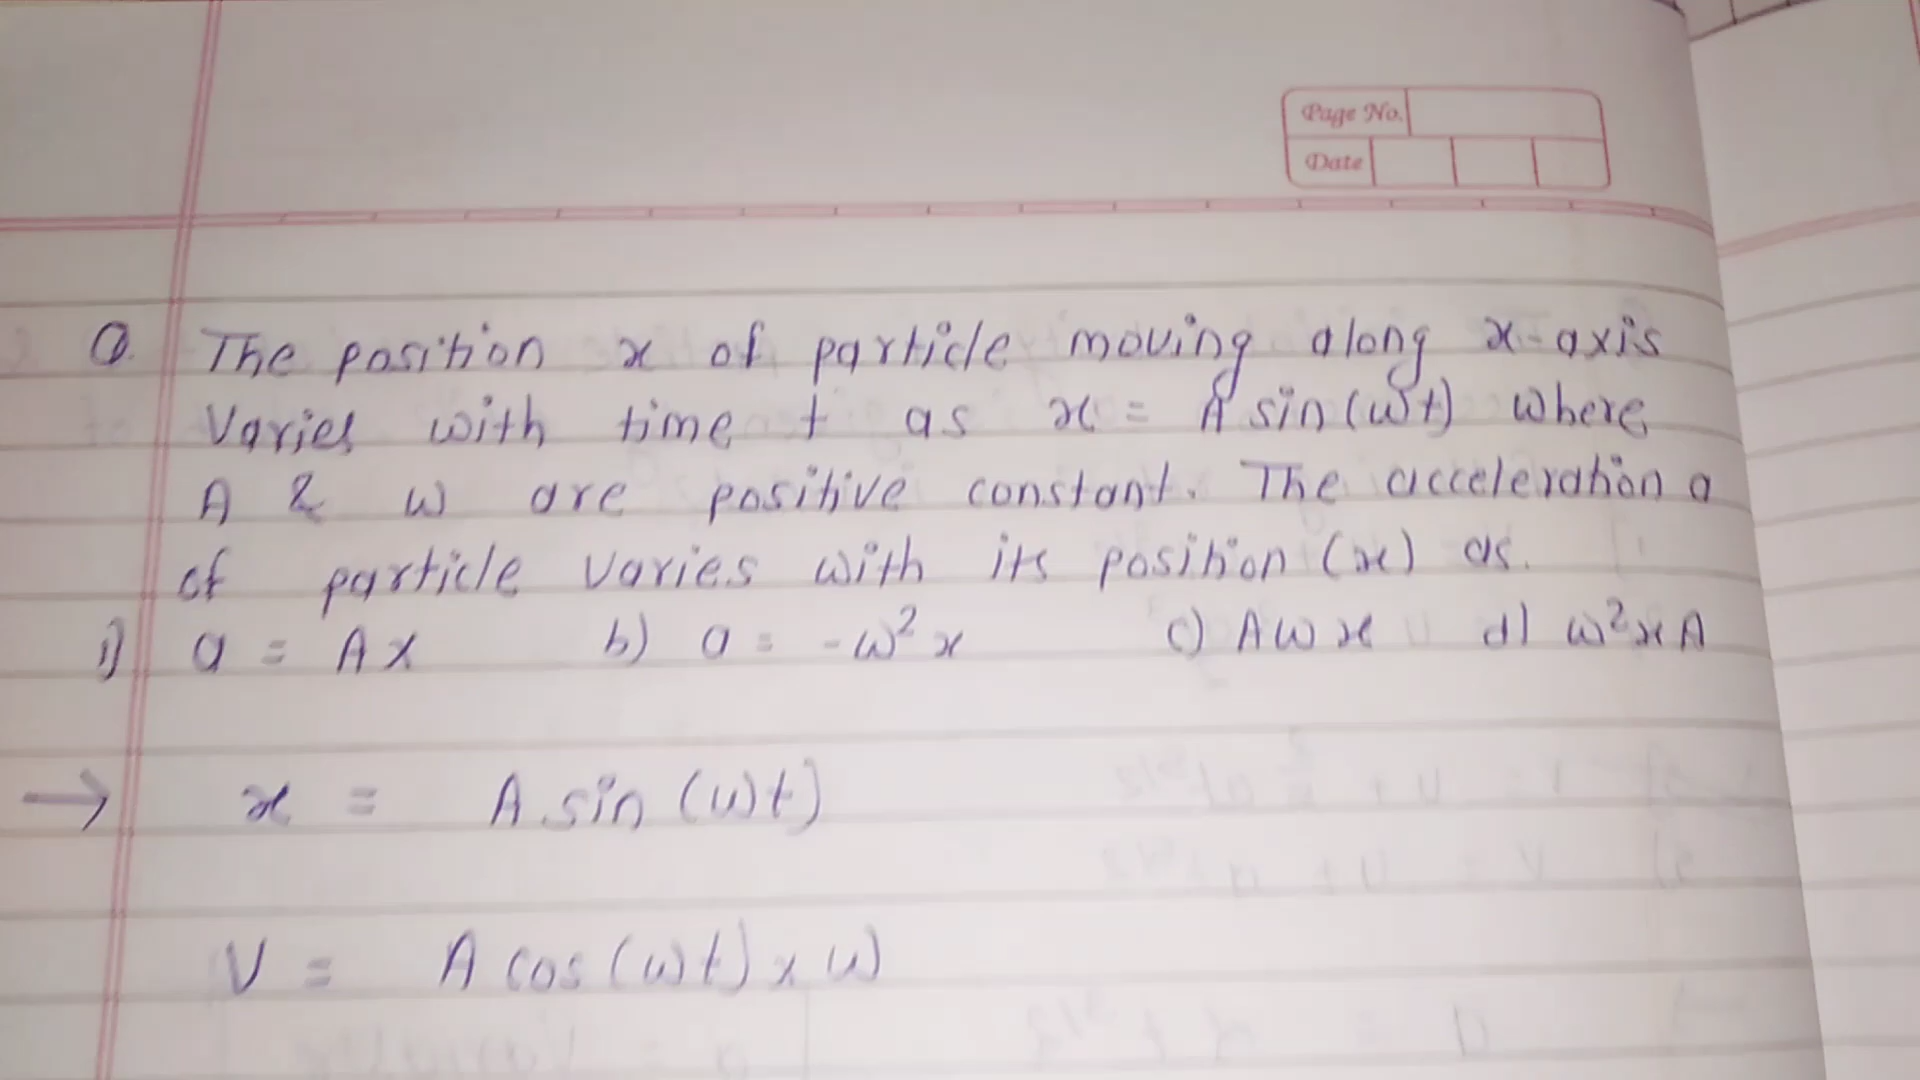 Page No.
Date
Q. The position x of particle moving along x-axis
Varies with time t as x = A sin(ωt) where
A & ω are positive constant. The acceleration a
of particle varies with its position (x) as.
i) a = Ax b) a = -ω²x c) Aωx d) ω²xA
→ x = A sin(ωt)
V = A cos(ωt) x ω